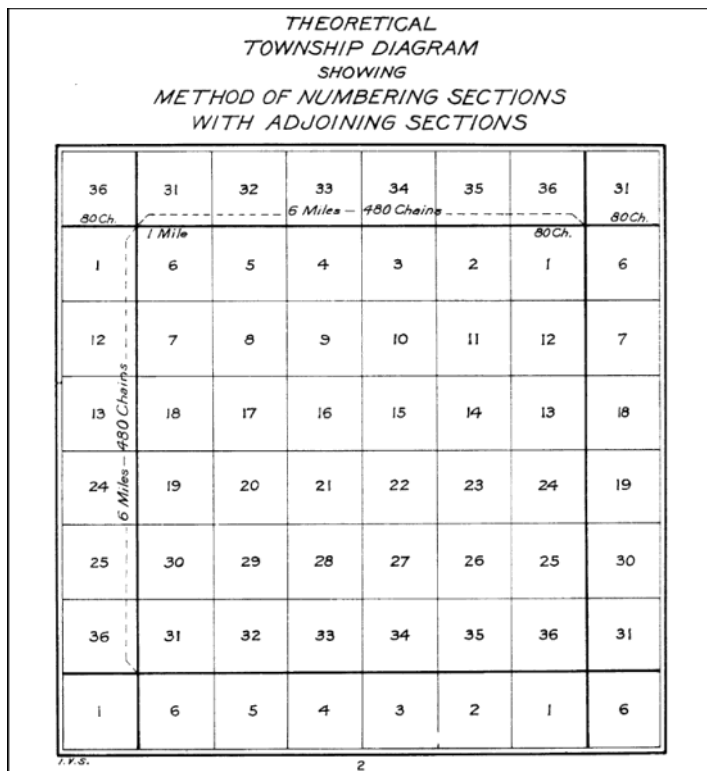 THEORETICAL
TOWNSHIP DIAGRAM
SHOWING
METHOD OF NUMBERING SECTIONS
WITH ADJOINING SECTIONS
36 31 32 33 34 35 36 31
80 Ch. 6 Miles – 480 Chains 80 Ch.
1 Mile 80 Ch.
1 6 5 4 3 2 1 6
12 7 8 9 10 11 12 7
6 Miles – 480 Chains
13 18 17 16 15 14 13 18
24 19 20 21 22 23 24 19
25 30 29 28 27 26 25 30
36 31 32 33 34 35 36 31
1 6 5 4 3 2 1 6
I.V.S.
2